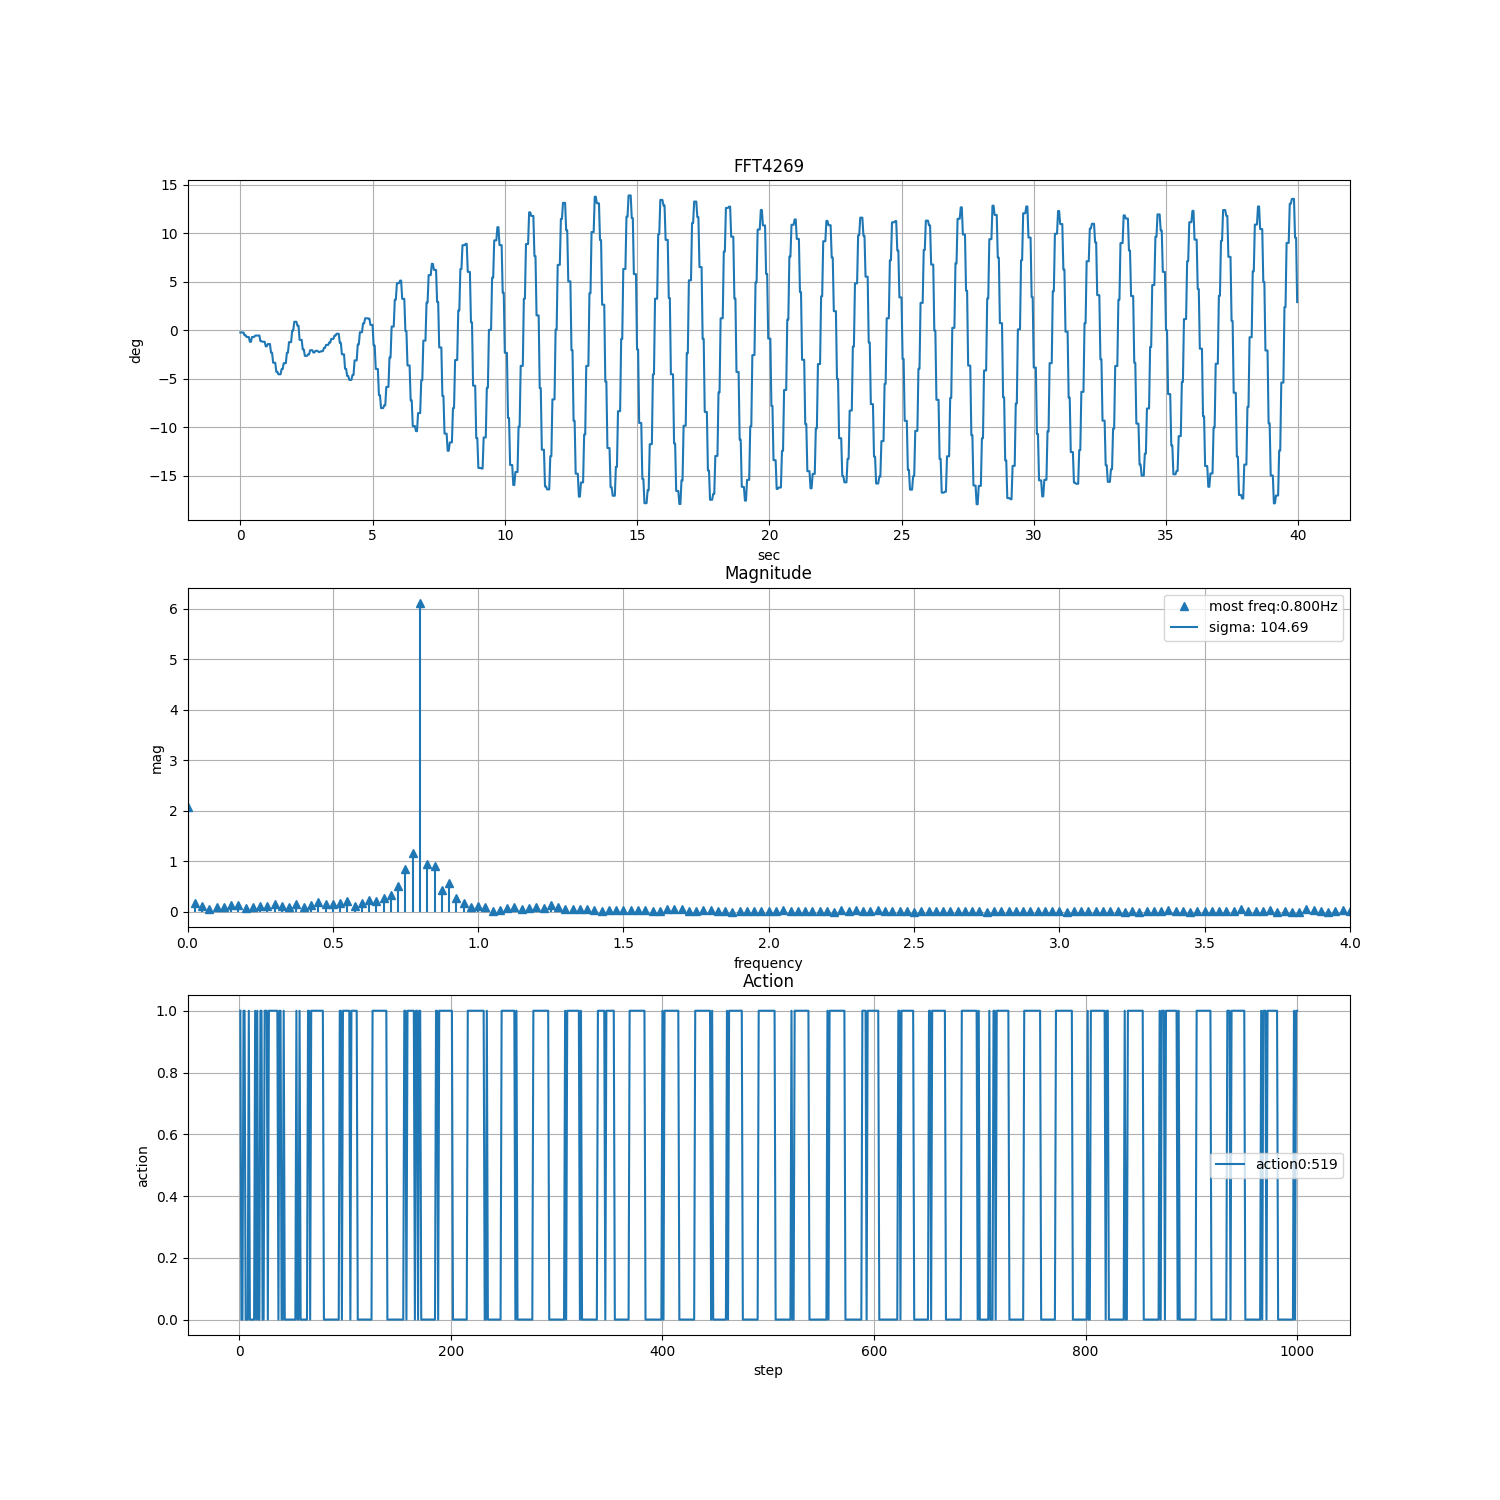 FFT4269
15
10
5
0
−5
−10
−15
deg
0 5 10 15 20 25 30 35 40
sec
Magnitude
6
5
4
3
2
1
0
mag
most freq:0.800Hz
sigma: 104.69
0.0 0.5 1.0 1.5 2.0 2.5 3.0 3.5 4.0
frequency
Action
1.0
0.8
0.6
0.4
0.2
0.0
action
action0:519
0 200 400 600 800 1000
step